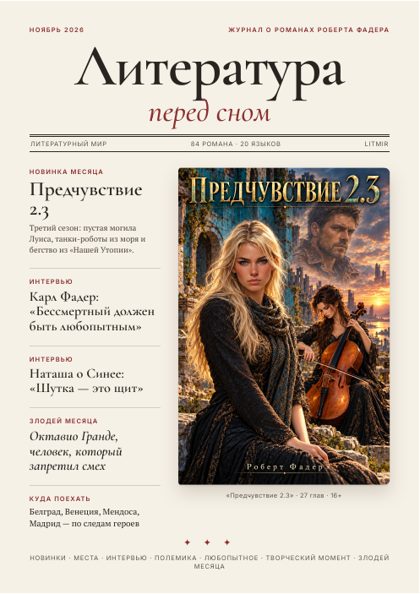 НОЯБРЬ 2026
ЖУРНАЛ О РОМАНАХ РОБЕРТА ФАДЕРА
Литература
перед сном
ЛИТЕРАТУРНЫЙ МИР
84 РОМАНА · 20 ЯЗЫКОВ
LITMIR
НОВИНКА МЕСЯЦА
Предчувствие
2.3
Третий сезон: пустая могила
Луиса, танки-роботы из моря и
бегство из «Нашей Утопии».
ИНТЕРВЬЮ
Карл Фадер:
«Бессмертный должен
быть любопытным»
ИНТЕРВЬЮ
Наташа о Синее:
«Шутка — это щит»
ЗЛОДЕЙ МЕСЯЦА
Октавио Гранде,
человек, который
запретил смех
КУДА ПОЕХАТЬ
Белград, Венеция, Мендоса,
Мадрид — по следам героев
ПРЕДЧУВСТВИЕ 2.3
Роберт Фадер
«Предчувствие 2.3» · 27 глав · 16+
НОВИНКИ · МЕСТА · ИНТЕРВЬЮ · ПОЛЕМИКА · ЛЮБОПЫТНОЕ · ТВОРЧЕСКИЙ МОМЕНТ · ЗЛОДЕЙ
МЕСЯЦА